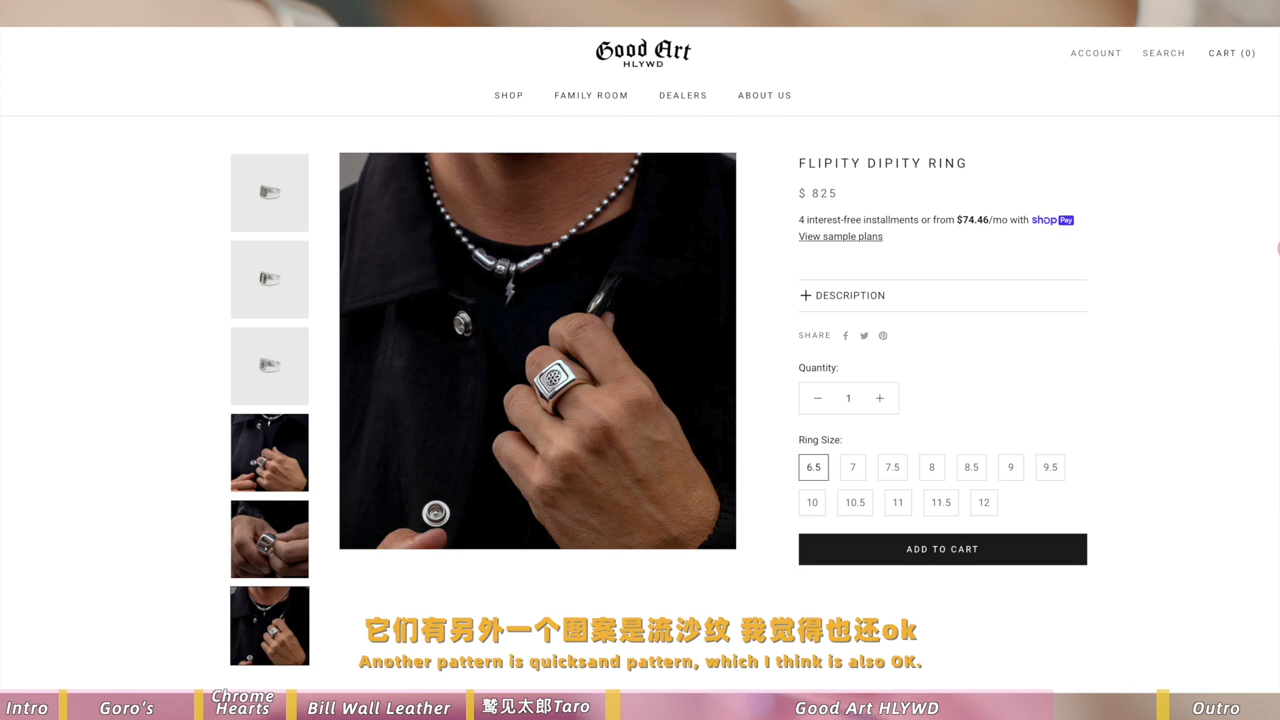 Good Art
HLYWD
ACCOUNT
SEARCH
CART (0)
SHOP
FAMILY ROOM
DEALERS
ABOUT US
FLIPITY DIPITY RING
$ 825
4 interest-free installments or from $74.46/mo with shop Pay
View sample plans
+ DESCRIPTION
SHARE
Quantity:
− 1 +
Ring Size:
6.5 7 7.5 8 8.5 9 9.5
10 10.5 11 11.5 12
ADD TO CART
它们有另外一个图案是流沙纹 我觉得也还ok
Another pattern is quicksand pattern, which I think is also OK.
Intro
Goro's
Chrome
Hearts
Bill Wall Leather
鹫见太郎Taro
Good Art HLYWD
Outro